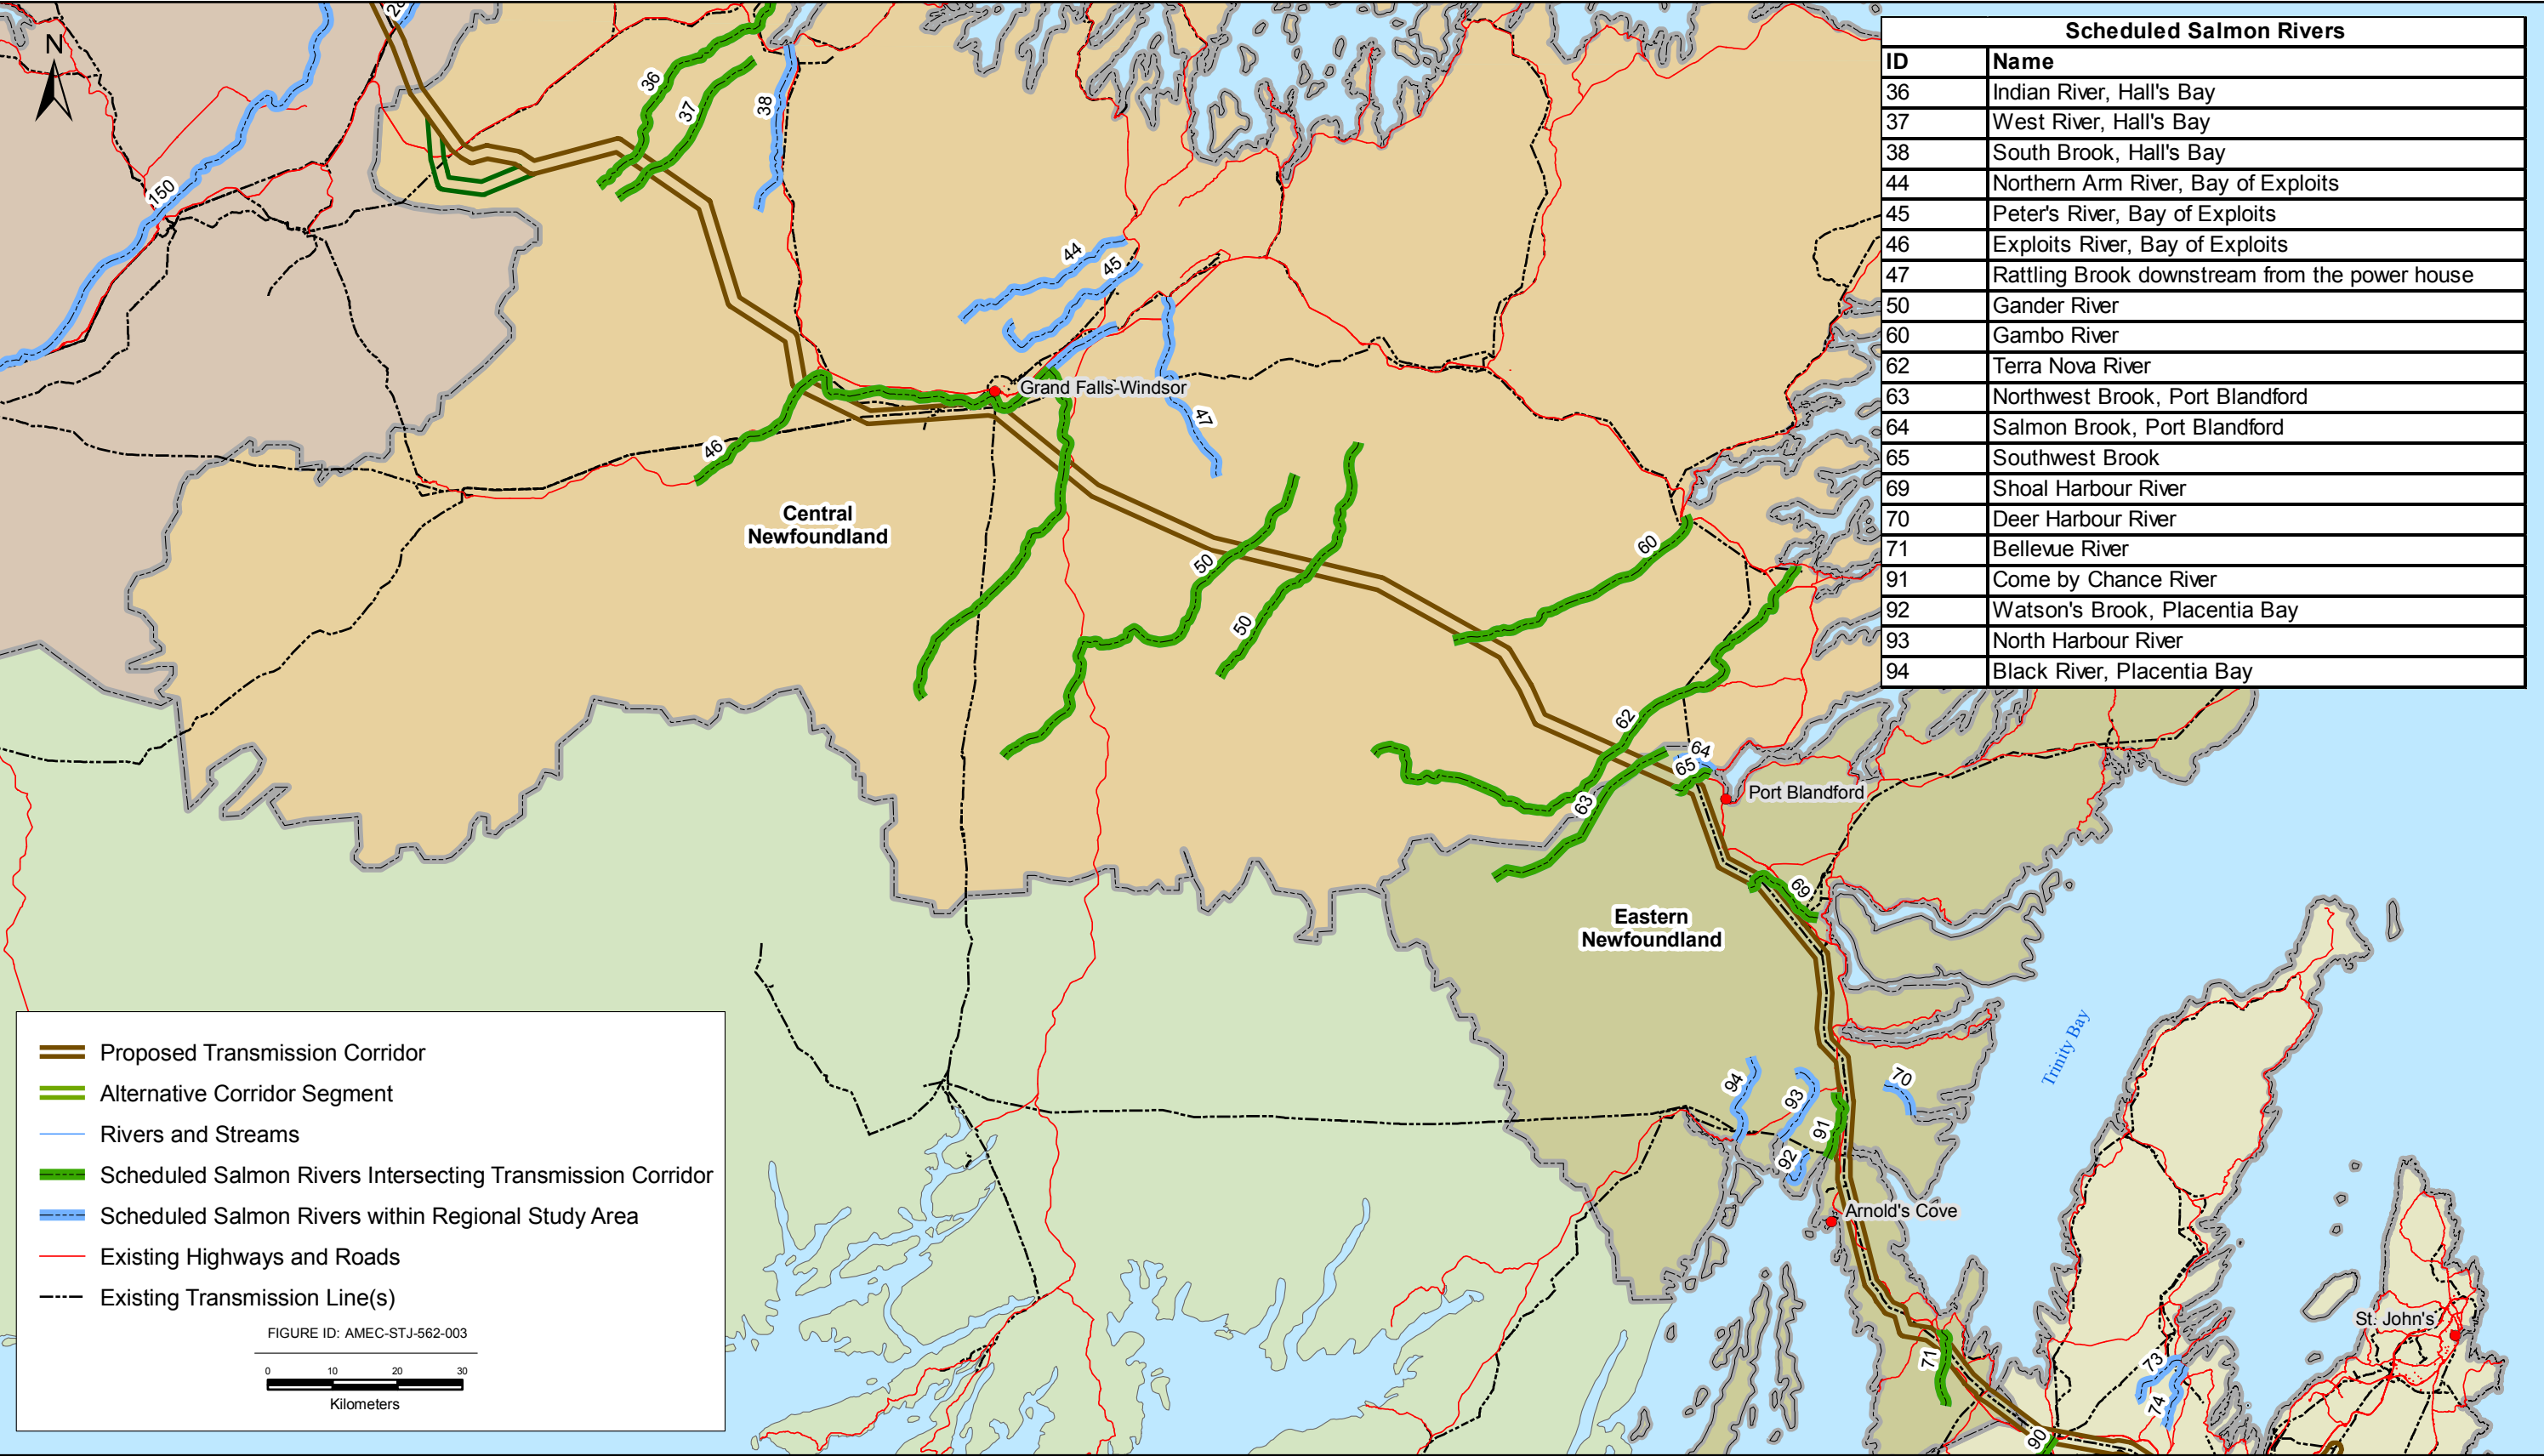 Scheduled Salmon Rivers
ID Name
36 Indian River, Hall's Bay
37 West River, Hall's Bay
38 South Brook, Hall's Bay
44 Northern Arm River, Bay of Exploits
45 Peter's River, Bay of Exploits
46 Exploits River, Bay of Exploits
47 Rattling Brook downstream from the power house
50 Gander River
60 Gambo River
62 Terra Nova River
63 Northwest Brook, Port Blandford
64 Salmon Brook, Port Blandford
65 Southwest Brook
69 Shoal Harbour River
70 Deer Harbour River
71 Bellevue River
91 Come by Chance River
92 Watson's Brook, Placentia Bay
93 North Harbour River
94 Black River, Placentia Bay
N
36
37
38
150
44
45
Grand Falls-Windsor
47
46
Central
Newfoundland
50
50
60
62
64
65
63
Port Blandford
69
Eastern
Newfoundland
Trinity Bay
94
93
70
91
92
Arnold's Cove
St. John's
71
73
74
90
Proposed Transmission Corridor
Alternative Corridor Segment
Rivers and Streams
Scheduled Salmon Rivers Intersecting Transmission Corridor
Scheduled Salmon Rivers within Regional Study Area
Existing Highways and Roads
Existing Transmission Line(s)
FIGURE ID: AMEC-STJ-562-003
0 10 20 30
Kilometers